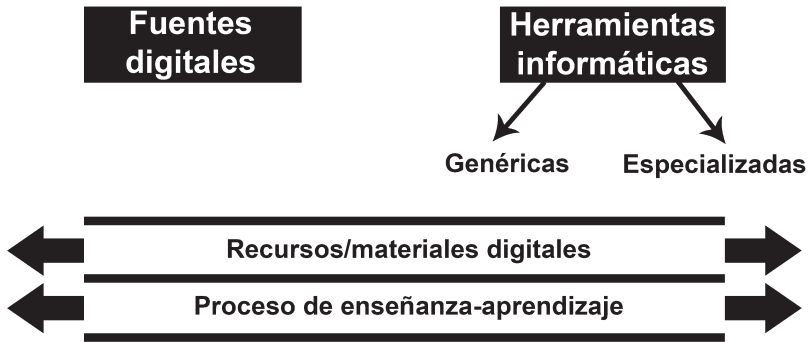 Fuentes
digitales
Herramientas
informáticas
Genéricas
Especializadas
Recursos/materiales digitales
Proceso de enseñanza-aprendizaje